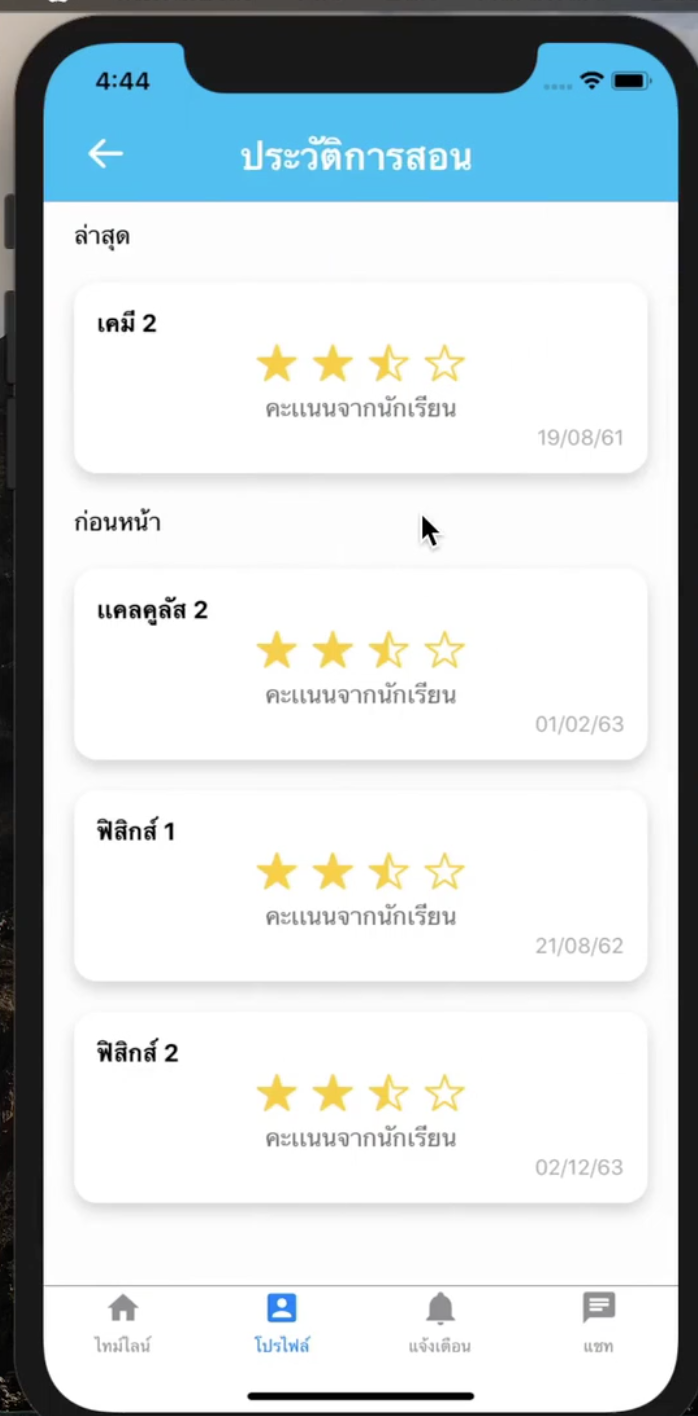 4:44
ประวัติการสอน
ล่าสุด
เคมี 2
คะแนนจากนักเรียน
19/08/61
ก่อนหน้า
แคลคูลัส 2
คะแนนจากนักเรียน
01/02/63
ฟิสิกส์ 1
คะแนนจากนักเรียน
21/08/62
ฟิสิกส์ 2
คะแนนจากนักเรียน
02/12/63
ไทม์ไลน์ โปรไฟล์ แจ้งเตือน แชท